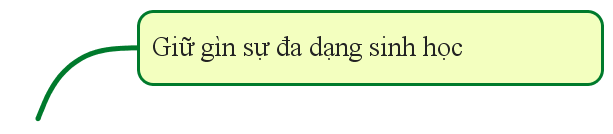 Giữ gìn sự đa dạng sinh học